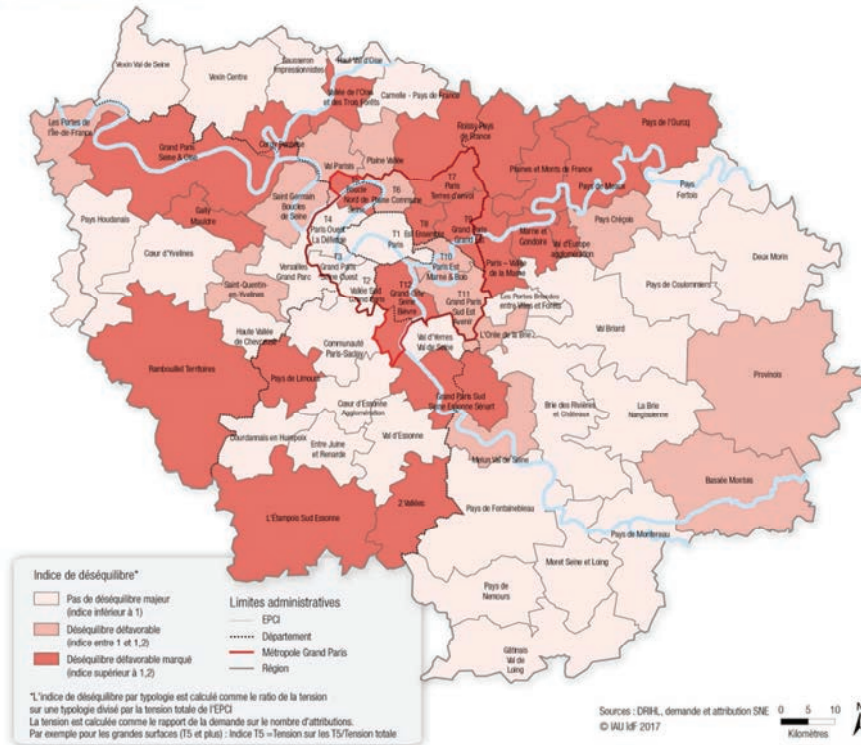 Vexin Val de Seine
Vexin Centre
Sausseron
Impressionnistes
Haut Val d'Oise
Vallée de l'Oise
et des Trois Forêts
Carnelle - Pays de France
Roissy-Pays
de France
Pays de l'Ourcq
Les Portes de
l'Île-de-France
Grand Paris
Seine & Oise
Cergy Pontoise
Val Parisis
Plaine Vallée
Plaines et Monts de France
Pays de Meaux
Pays
Fertois
T7
Paris
Terres d'envol
T5
Boucle
Nord de
Seine
T6
Plaine Commune
Saint Germain
Boucles
de Seine
Gally
Mauldre
Pays Houdanais
Cœur d'Yvelines
T4
Paris Ouest
La Défense
T1
Paris
T8
Est Ensemble
T9
Grand Paris
Grand Est
Marne et
Gondoire
Val d'Europe
agglomération
Pays Créçois
Deux Morin
Versailles
Grand Parc
T3
Grand Paris
Seine Ouest
T10
Paris Est
Marne & Bois
Paris – Vallée
de la Marne
Pays de Coulommiers
Saint-Quentin-
en-Yvelines
T2
Vallée Sud
Grand Paris
T12
Grand-Orly
Seine
Bièvre
T11
Grand Paris
Sud Est
Avenir
Les Portes Briardes
entre Villes et Forêts
Haute Vallée
de Chevreuse
Communauté
Paris-Saclay
Val d'Yerres
Val de Seine
L'Orée de la Brie
Val Briard
Rambouillet Territoires
Pays de Limours
Grand Paris Sud
Seine Essonne Sénart
Provinois
Cœur d'Essonne
Agglomération
Brie des Rivières
et Châteaux
La Brie
Nangissienne
Dourdannais en Hurepoix
Entre Juine
et Renarde
Val d'Essonne
Melun Val de Seine
Bassée Montois
L'Étampois Sud Essonne
2 Vallées
Pays de Fontainebleau
Pays de Montereau
Moret Seine et Loing
Pays de
Nemours
Gâtinais
Val de
Loing
Indice de déséquilibre*
Pas de déséquilibre majeur
(indice inférieur à 1)
Déséquilibre défavorable
(indice entre 1 et 1,2)
Déséquilibre défavorable marqué
(indice supérieur à 1,2)
Limites administratives
EPCI
Département
Métropole Grand Paris
Région
*L'indice de déséquilibre par typologie est calculé comme le ratio de la tension
sur une typologie divisé par la tension totale de l'EPCI
La tension est calculée comme le rapport de la demande sur le nombre d'attributions.
Par exemple pour les grandes surfaces (T5 et plus) : Indice T5 =Tension sur les T5/Tension totale
Sources : DRIHL, demande et attribution SNE
© IAU IdF 2017
0 5 10
Kilomètres
N